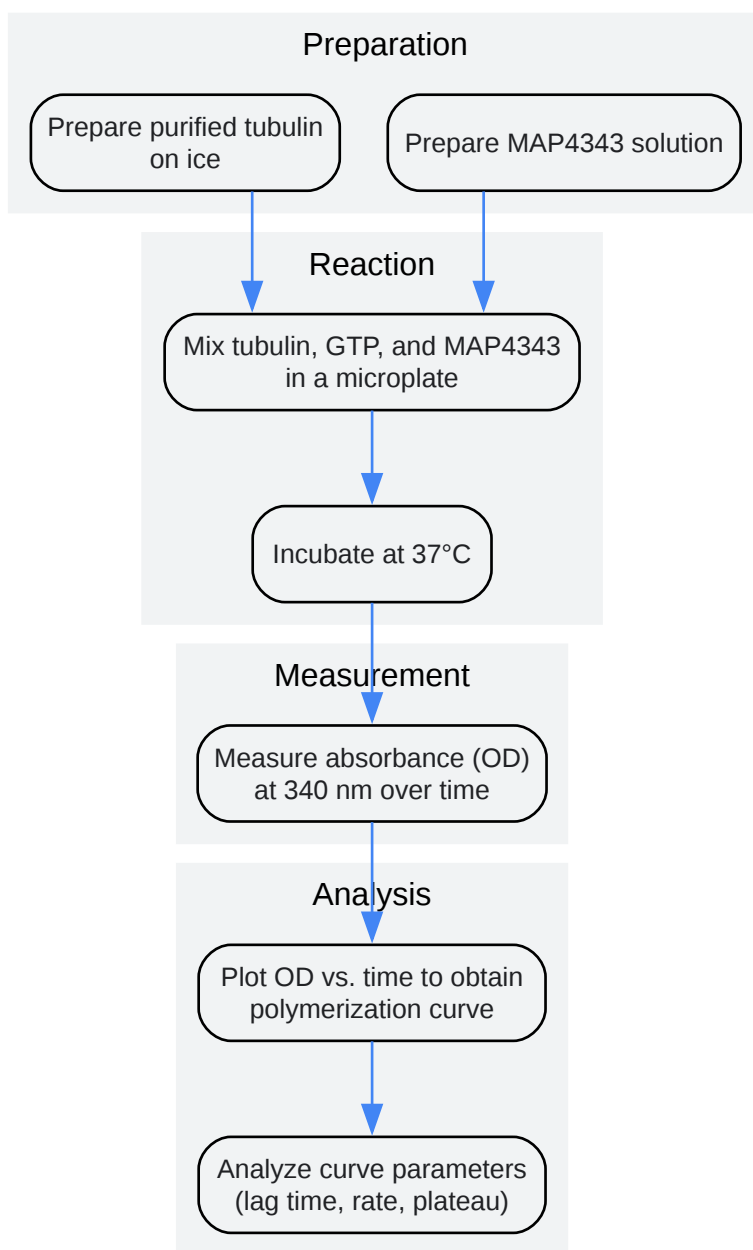 Preparation
Prepare purified tubulin
on ice
Prepare MAP4343 solution
Reaction
Mix tubulin, GTP, and MAP4343
in a microplate
Incubate at 37°C
Measurement
Measure absorbance (OD)
at 340 nm over time
Analysis
Plot OD vs. time to obtain
polymerization curve
Analyze curve parameters
(lag time, rate, plateau)